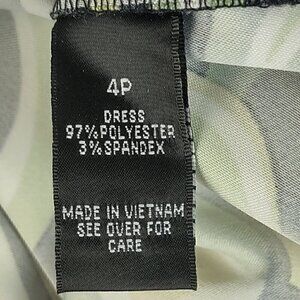 4P
DRESS
97%POLYESTER
3%SPANDEX
MADE IN VIETNAM
SEE OVER FOR
CARE